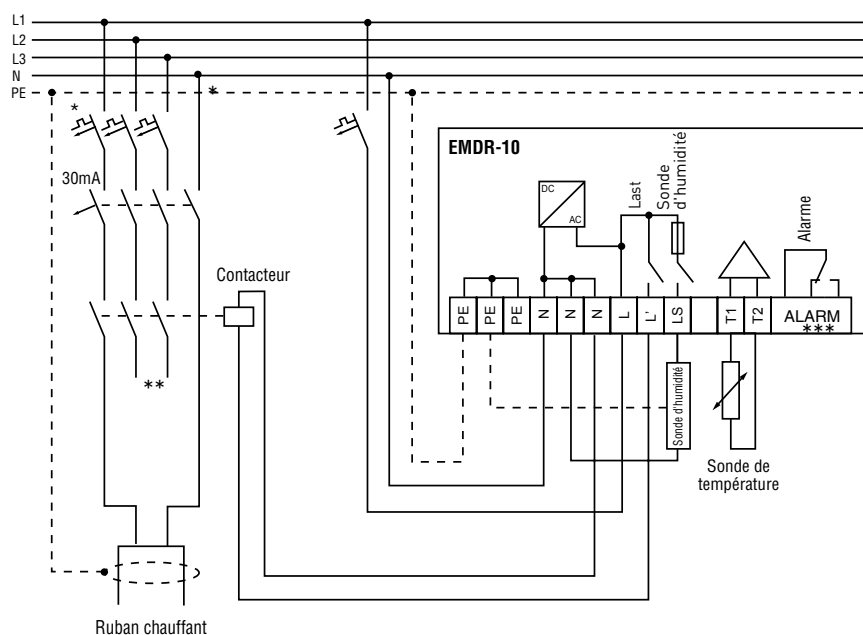 L1
L2
L3
N
PE
*
*
EMDR-10
30mA
DC
AC
Last
Sonde
d'humidité
Alarme
Contacteur
PE
PE
PE
N
N
N
L
L'
LS
T1
T2
ALARM
***
**
Sonde d'humidité
Sonde de
température
Ruban chauffant